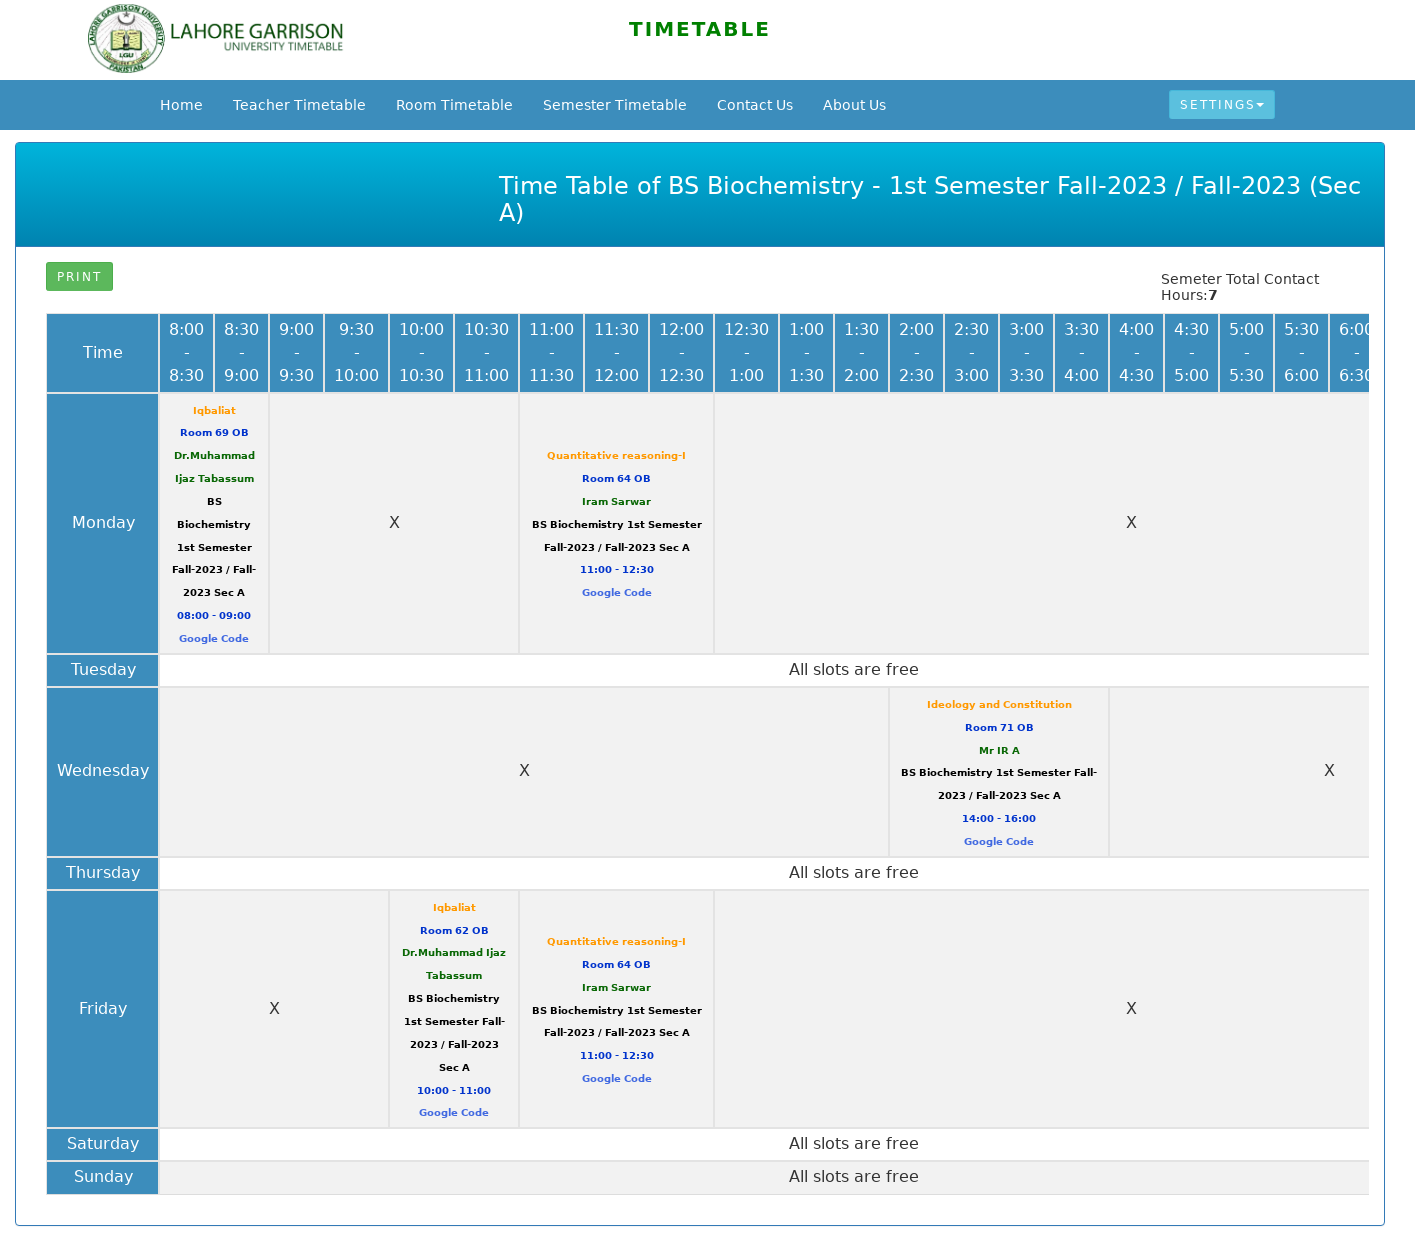 LAHORE GARRISON
UNIVERSITY TIMETABLE
LAHORE GARRISON UNIVERSITY
LGU
PAKISTAN
TIMETABLE
Home Teacher Timetable Room Timetable Semester Timetable Contact Us About Us SETTINGS
Time Table of BS Biochemistry - 1st Semester Fall-2023 / Fall-2023 (Sec
A)
PRINT
Semeter Total Contact
Hours:7
Time
8:00 - 8:30
8:30 - 9:00
9:00 - 9:30
9:30 - 10:00
10:00 - 10:30
10:30 - 11:00
11:00 - 11:30
11:30 - 12:00
12:00 - 12:30
12:30 - 1:00
1:00 - 1:30
1:30 - 2:00
2:00 - 2:30
2:30 - 3:00
3:00 - 3:30
3:30 - 4:00
4:00 - 4:30
4:30 - 5:00
5:00 - 5:30
5:30 - 6:00
6:00 - 6:30
Monday
Iqbaliat
Room 69 OB
Dr.Muhammad
Ijaz Tabassum
BS
Biochemistry
1st Semester
Fall-2023 / Fall-
2023 Sec A
08:00 - 09:00
Google Code
X
Quantitative reasoning-I
Room 64 OB
Iram Sarwar
BS Biochemistry 1st Semester
Fall-2023 / Fall-2023 Sec A
11:00 - 12:30
Google Code
X
Tuesday
All slots are free
Wednesday
X
Ideology and Constitution
Room 71 OB
Mr IR A
BS Biochemistry 1st Semester Fall-
2023 / Fall-2023 Sec A
14:00 - 16:00
Google Code
X
Thursday
All slots are free
Friday
X
Iqbaliat
Room 62 OB
Dr.Muhammad Ijaz
Tabassum
BS Biochemistry
1st Semester Fall-
2023 / Fall-2023
Sec A
10:00 - 11:00
Google Code
Quantitative reasoning-I
Room 64 OB
Iram Sarwar
BS Biochemistry 1st Semester
Fall-2023 / Fall-2023 Sec A
11:00 - 12:30
Google Code
X
Saturday
All slots are free
Sunday
All slots are free